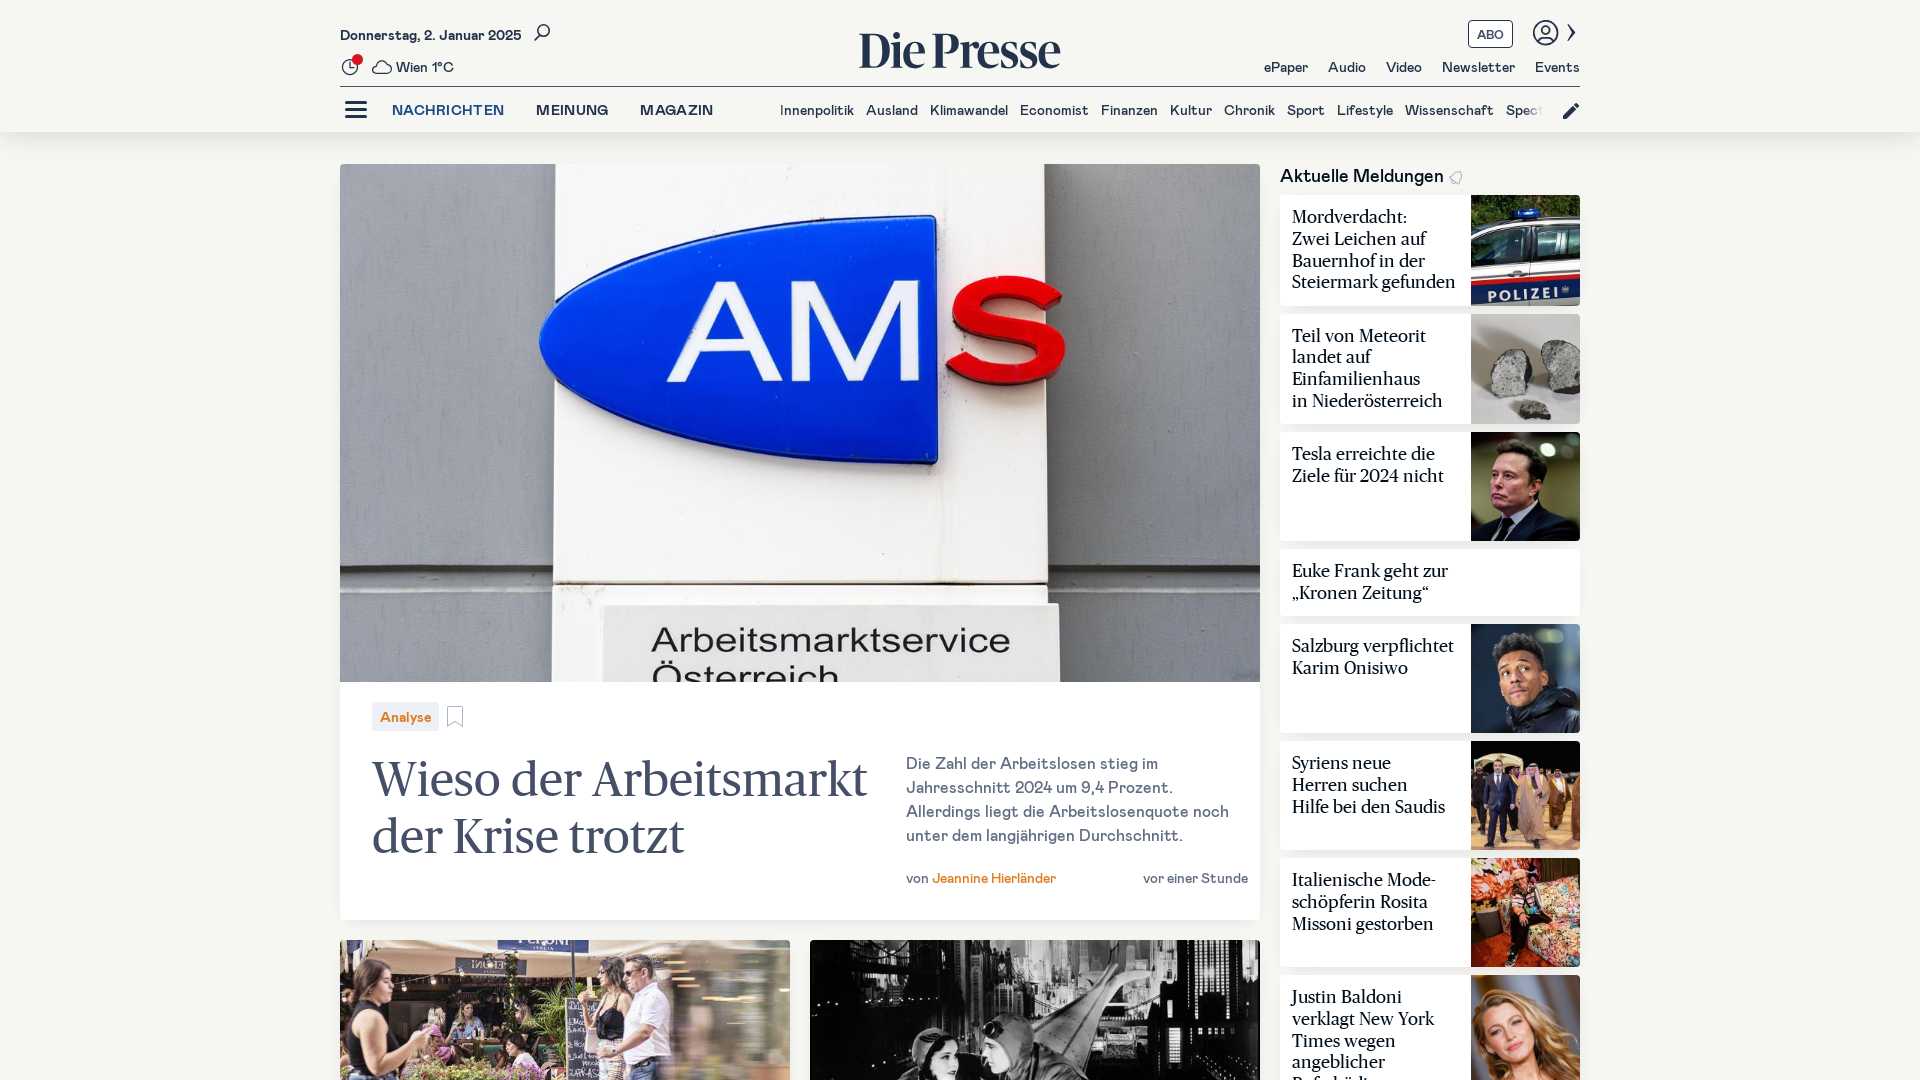 Donnerstag, 2. Januar 2025
Wien 1°C
Die Presse
ABO
ePaper Audio Video Newsletter Events
NACHRICHTEN MEINUNG MAGAZIN
Innenpolitik Ausland Klimawandel Economist Finanzen Kultur Chronik Sport Lifestyle Wissenschaft Spect
AMS
Arbeitsmarktservice
Österreich
Analyse
Wieso der Arbeitsmarkt
der Krise trotzt
Die Zahl der Arbeitslosen stieg im
Jahresschnitt 2024 um 9,4 Prozent.
Allerdings liegt die Arbeitslosenquote noch
unter dem langjährigen Durchschnitt.
von Jeannine Hierländer
vor einer Stunde
Aktuelle Meldungen
Mordverdacht:
Zwei Leichen auf
Bauernhof in der
Steiermark gefunden
POLIZEI
Teil von Meteorit
landet auf
Einfamilienhaus
in Niederösterreich
Tesla erreichte die
Ziele für 2024 nicht
Euke Frank geht zur
„Kronen Zeitung“
Salzburg verpflichtet
Karim Onisiwo
Syriens neue
Herren suchen
Hilfe bei den Saudis
Italienische Mode-
schöpferin Rosita
Missoni gestorben
Justin Baldoni
verklagt New York
Times wegen
angeblicher